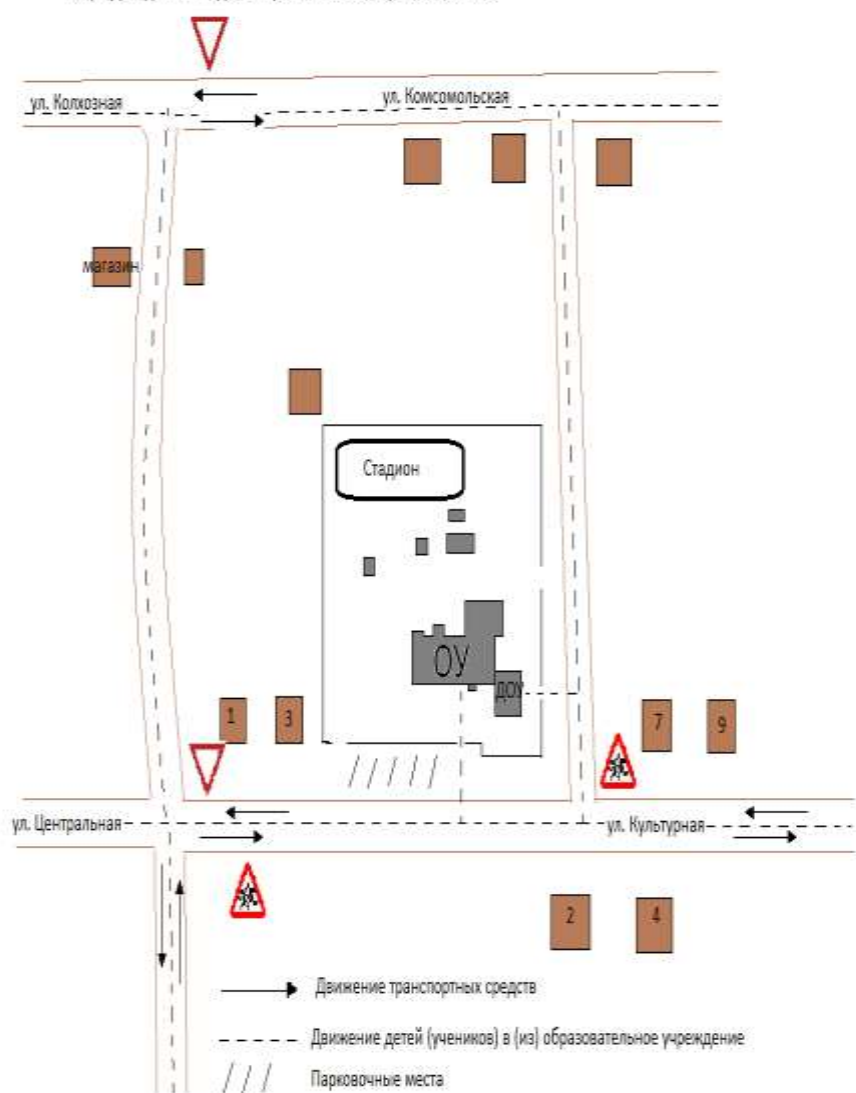 ул. Колхозная
ул. Комсомольская
магазин
Стадион
ОУ
ДОУ
1
3
7
9
ул. Центральная
ул. Культурная
2
4
Движение транспортных средств
Движение детей (учеников) в (из) образовательное учреждение
Парковочные места